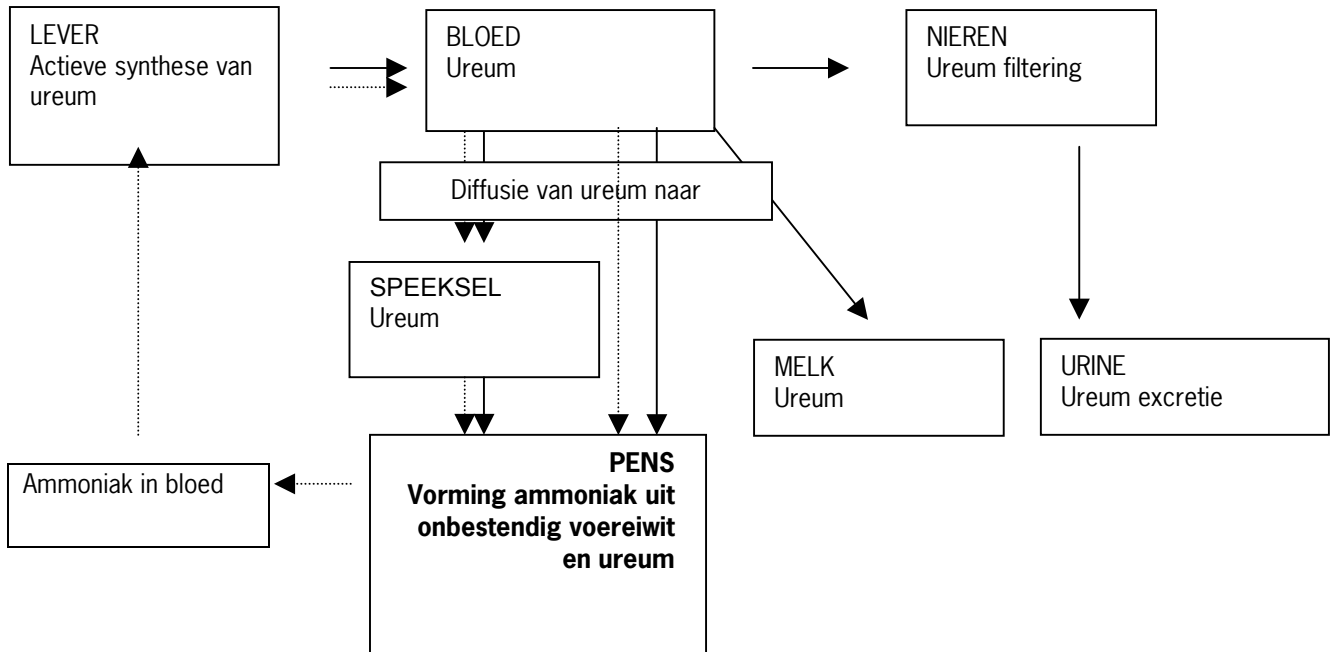 LEVER
Actieve synthese van
ureum
BLOED
Ureum
NIEREN
Ureum filtering
Diffusie van ureum naar
SPEEKSEL
Ureum
MELK
Ureum
URINE
Ureum excretie
Ammoniak in bloed
PENS
Vorming ammoniak uit
onbestendig voereiwit
en ureum